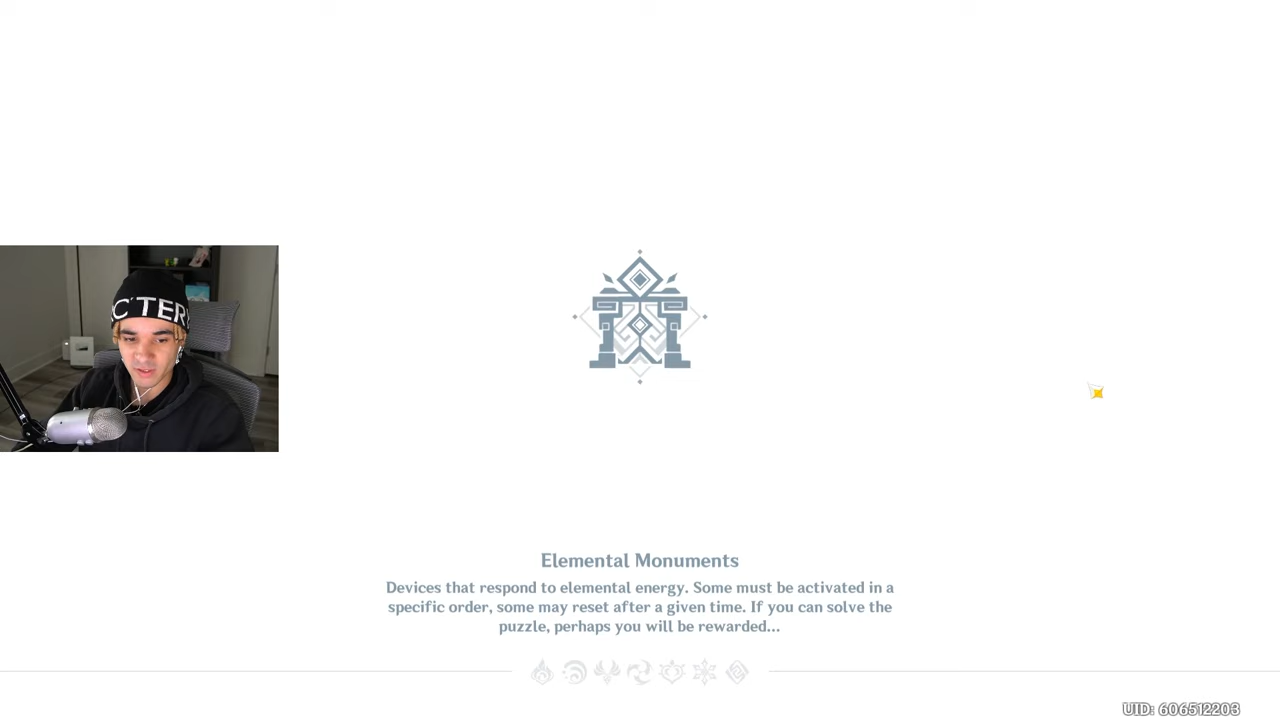 C'TER
Elemental Monuments
Devices that respond to elemental energy. Some must be activated in a
specific order, some may reset after a given time. If you can solve the
puzzle, perhaps you will be rewarded...
UID: 606512203